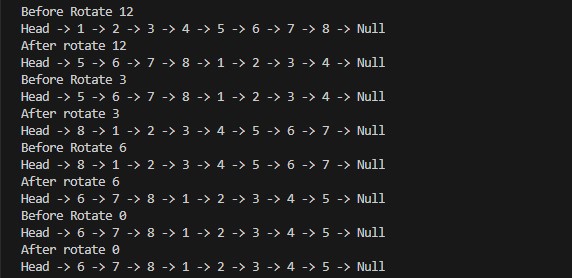 Before Rotate 12
Head -> 1 -> 2 -> 3 -> 4 -> 5 -> 6 -> 7 -> 8 -> Null
After rotate 12
Head -> 5 -> 6 -> 7 -> 8 -> 1 -> 2 -> 3 -> 4 -> Null
Before Rotate 3
Head -> 5 -> 6 -> 7 -> 8 -> 1 -> 2 -> 3 -> 4 -> Null
After rotate 3
Head -> 8 -> 1 -> 2 -> 3 -> 4 -> 5 -> 6 -> 7 -> Null
Before Rotate 6
Head -> 8 -> 1 -> 2 -> 3 -> 4 -> 5 -> 6 -> 7 -> Null
After rotate 6
Head -> 6 -> 7 -> 8 -> 1 -> 2 -> 3 -> 4 -> 5 -> Null
Before Rotate 0
Head -> 6 -> 7 -> 8 -> 1 -> 2 -> 3 -> 4 -> 5 -> Null
After rotate 0
Head -> 6 -> 7 -> 8 -> 1 -> 2 -> 3 -> 4 -> 5 -> Null